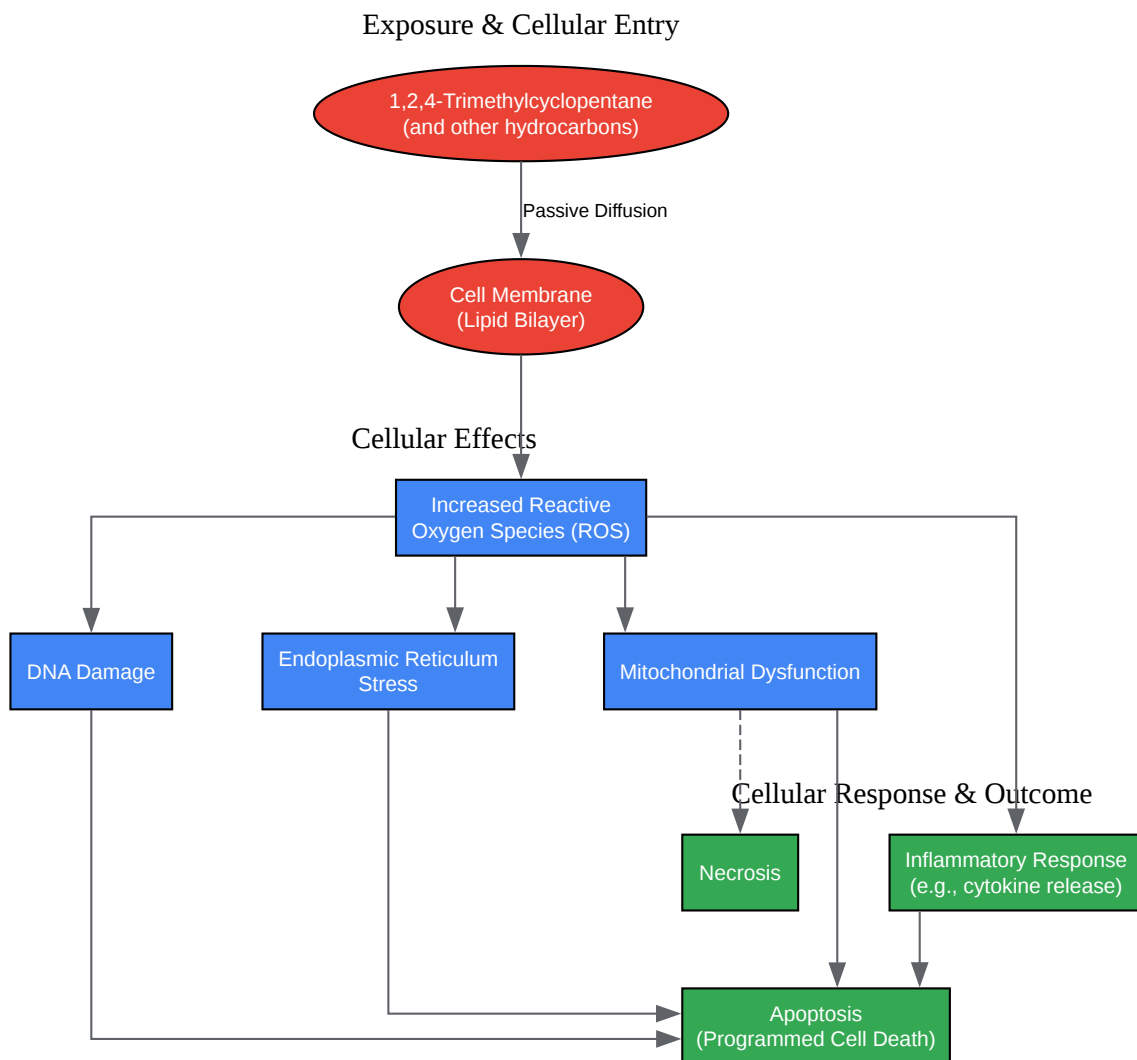 Exposure & Cellular Entry
1,2,4-Trimethylcyclopentane
(and other hydrocarbons)
Passive Diffusion
Cell Membrane
(Lipid Bilayer)
Cellular Effects
Increased Reactive
Oxygen Species (ROS)
DNA Damage
Endoplasmic Reticulum
Stress
Mitochondrial Dysfunction
Cellular Response & Outcome
Necrosis
Inflammatory Response
(e.g., cytokine release)
Apoptosis
(Programmed Cell Death)